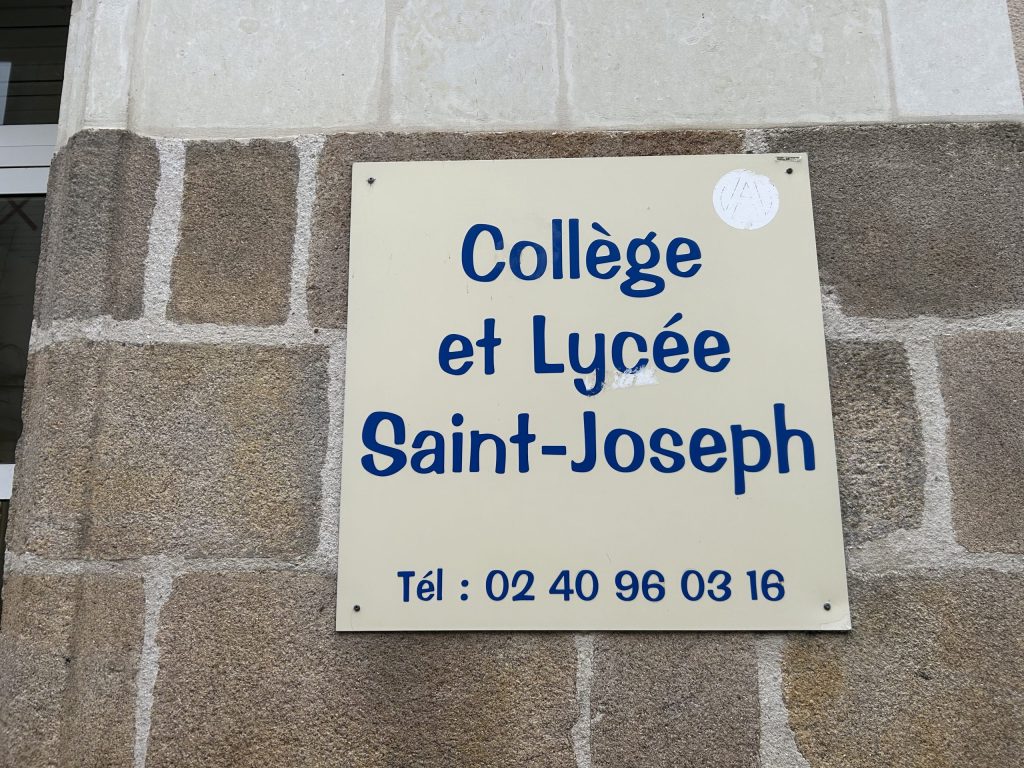 Collège
et Lycée
Saint-Joseph
Tél : 02 40 96 03 16